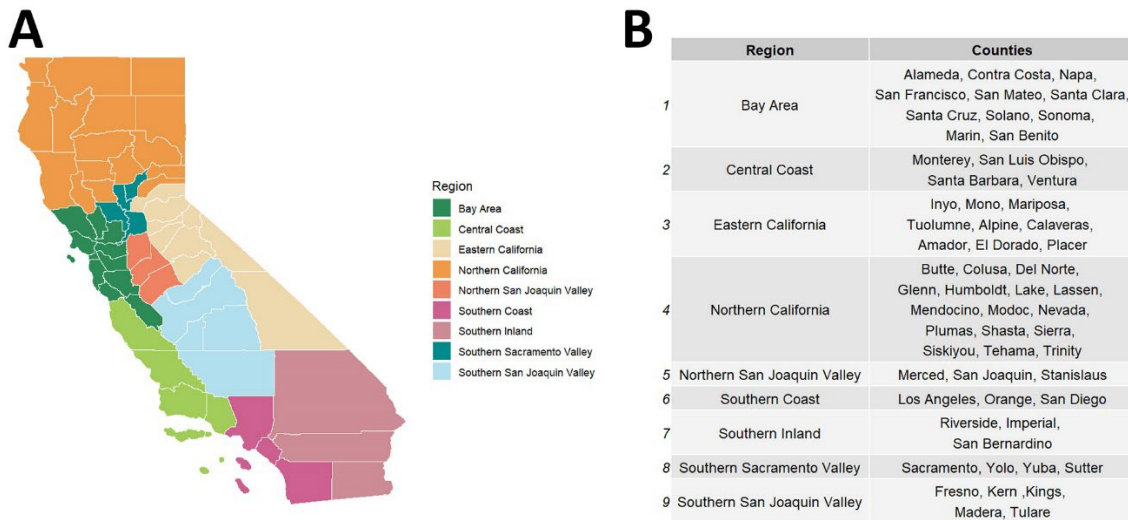 A
Region
Bay Area
Central Coast
Eastern California
Northern California
Northern San Joaquin Valley
Southern Coast
Southern Inland
Southern Sacramento Valley
Southern San Joaquin Valley
B
Region Counties
1 Bay Area Alameda, Contra Costa, Napa,
San Francisco, San Mateo, Santa Clara,
Santa Cruz, Solano, Sonoma,
Marin, San Benito
2 Central Coast Monterey, San Luis Obispo,
Santa Barbara, Ventura
3 Eastern California Inyo, Mono, Mariposa,
Tuolumne, Alpine, Calaveras,
Amador, El Dorado, Placer
4 Northern California Butte, Colusa, Del Norte,
Glenn, Humboldt, Lake, Lassen,
Mendocino, Modoc, Nevada,
Plumas, Shasta, Sierra,
Siskiyou, Tehama, Trinity
5 Northern San Joaquin Valley Merced, San Joaquin, Stanislaus
6 Southern Coast Los Angeles, Orange, San Diego
7 Southern Inland Riverside, Imperial,
San Bernardino
8 Southern Sacramento Valley Sacramento, Yolo, Yuba, Sutter
9 Southern San Joaquin Valley Fresno, Kern ,Kings,
Madera, Tulare